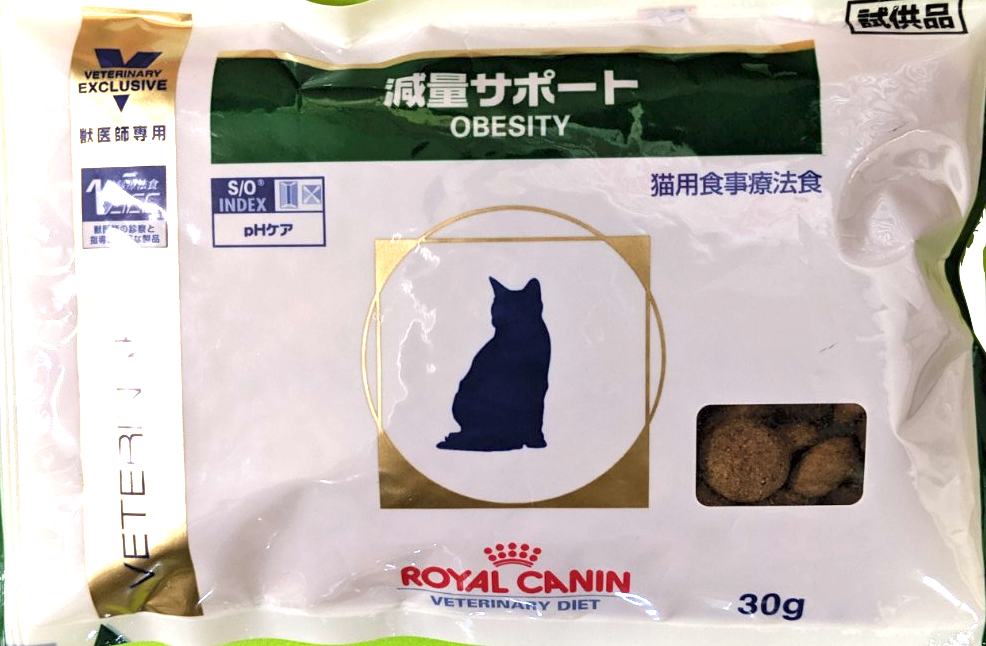 試供品
VETERINARY
EXCLUSIVE
獣医師専用
減量サポート
OBESITY
猫用食事療法食
S/O®
INDEX
pHケア
ROYAL CANIN
VETERINARY DIET
30g